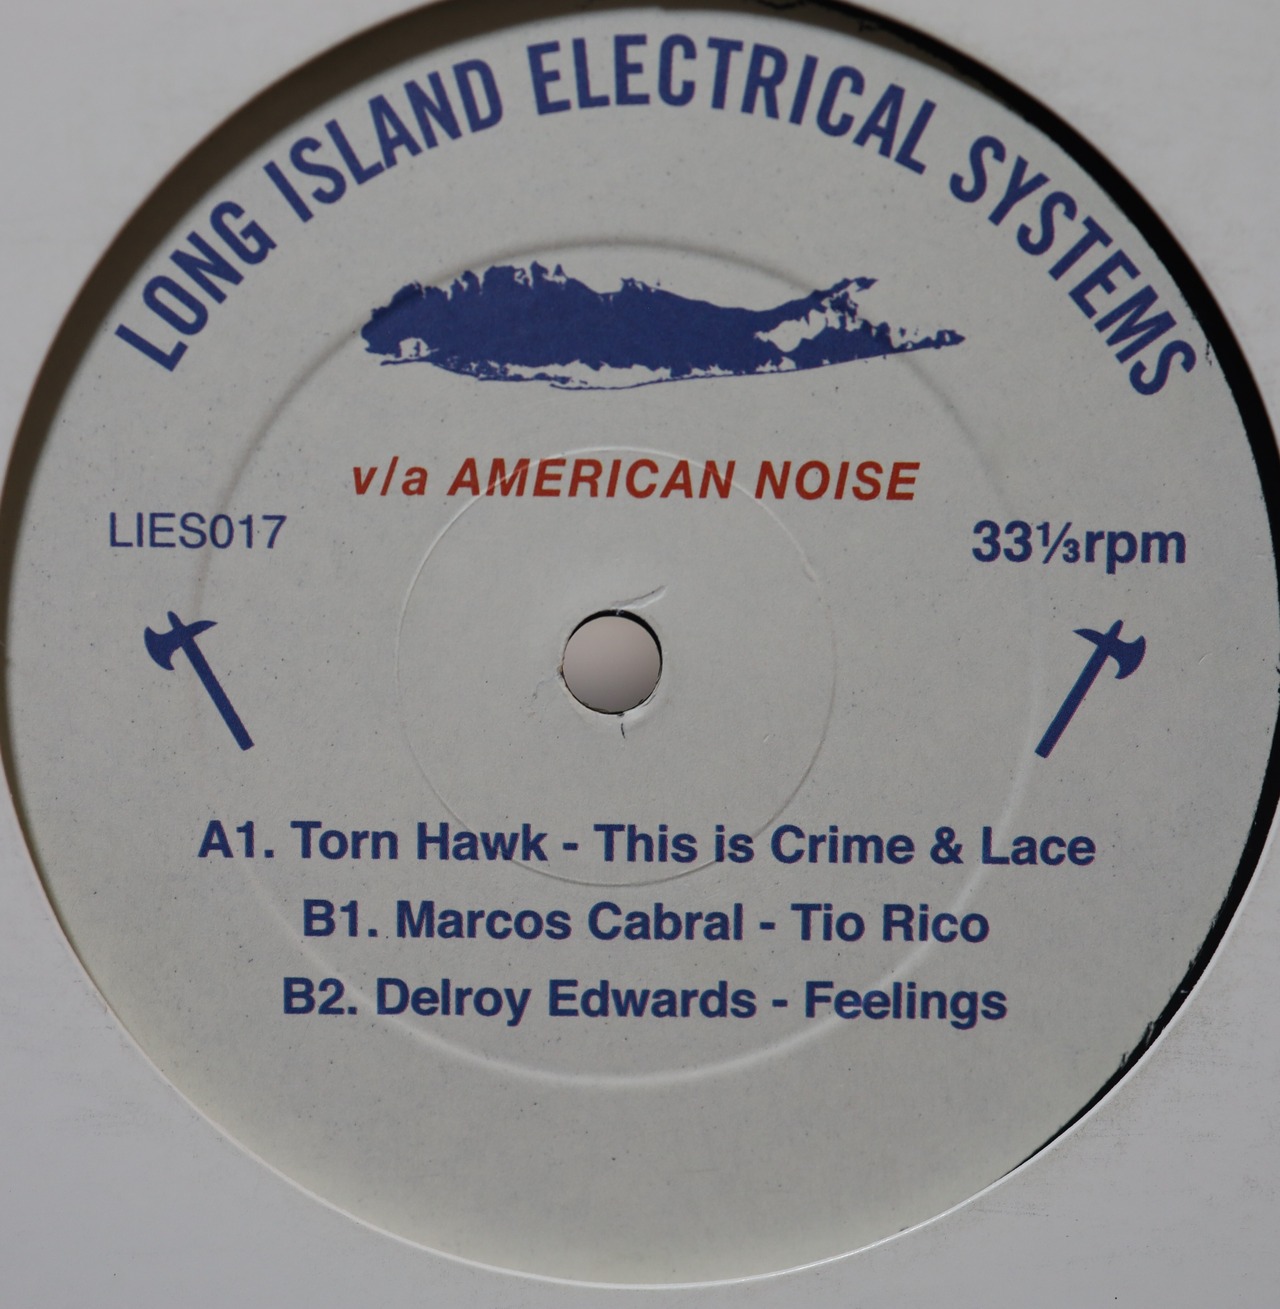 LONG ISLAND ELECTRICAL SYSTEMS
v/a AMERICAN NOISE
LIES017
33⅓rpm
A1. Torn Hawk - This is Crime & Lace
B1. Marcos Cabral - Tio Rico
B2. Delroy Edwards - Feelings